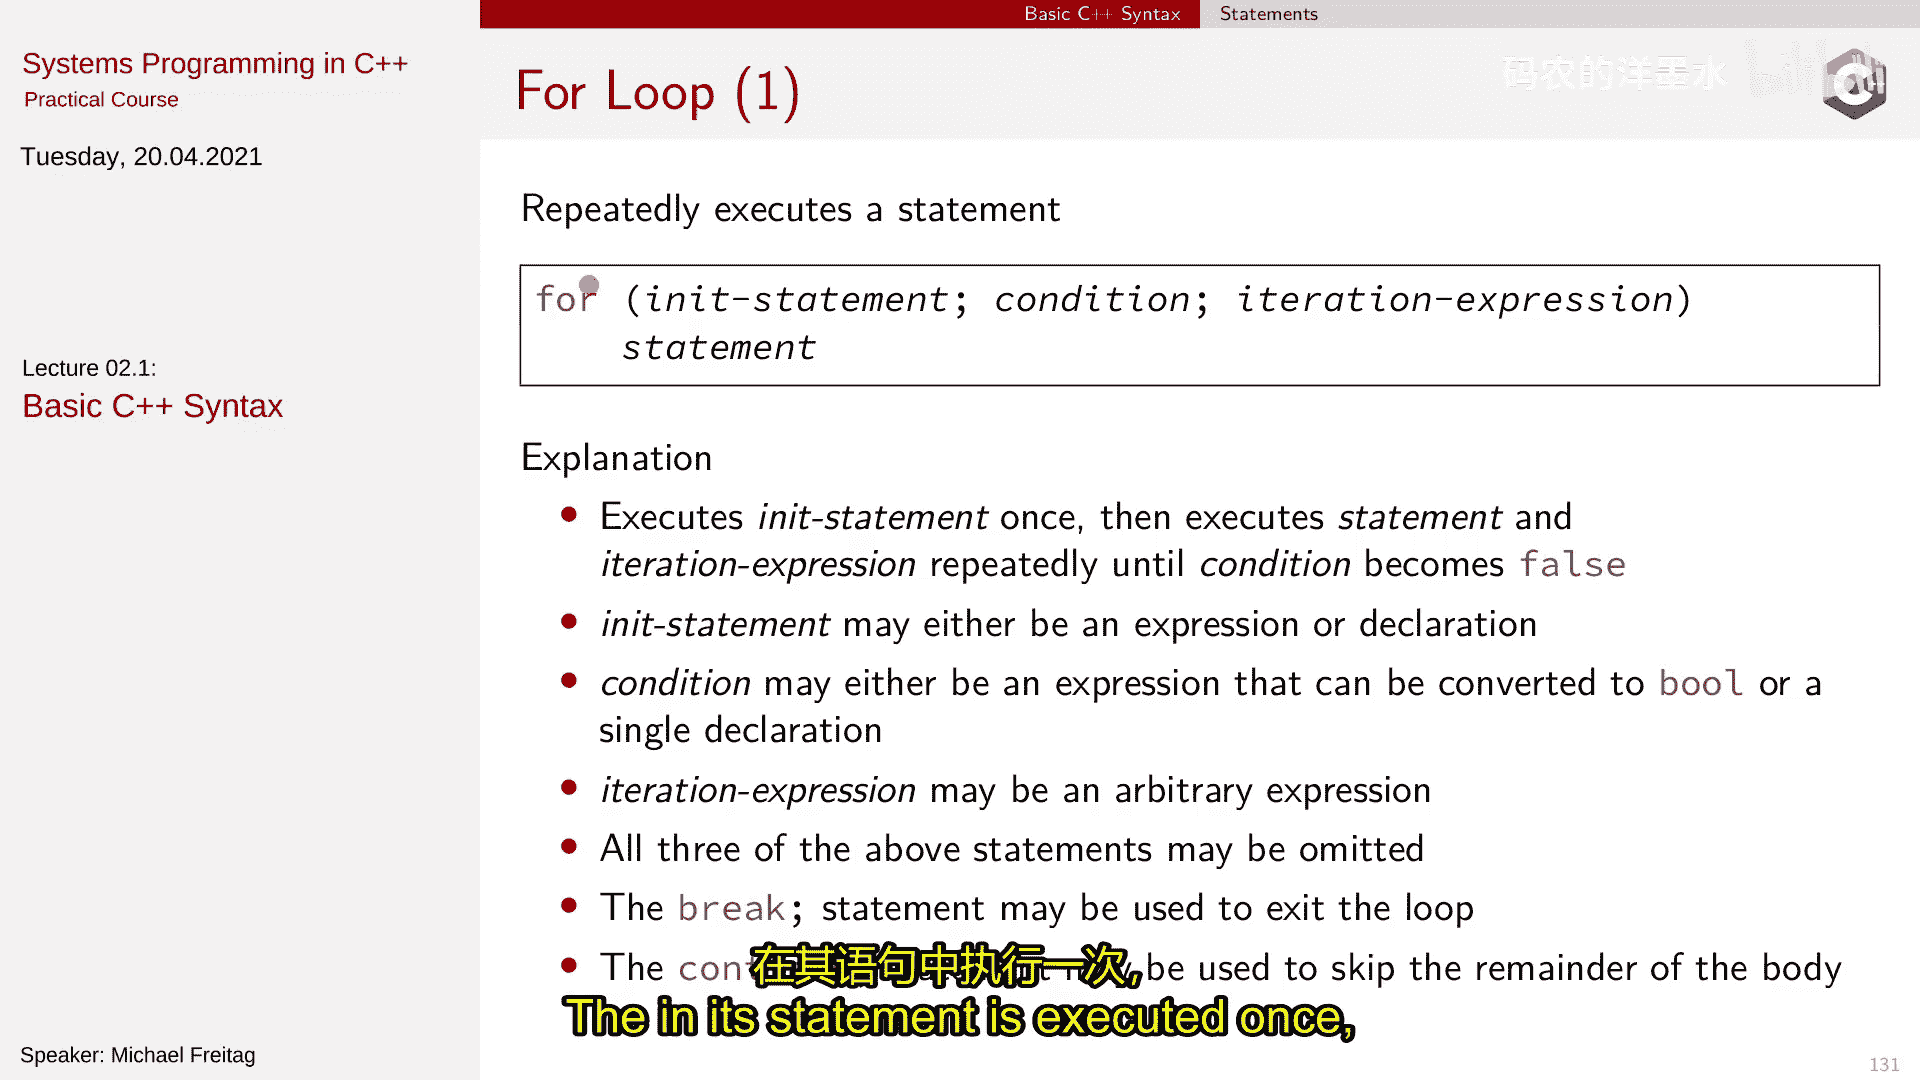 Basic C++ Syntax Statements
Systems Programming in C++
Practical Course
Tuesday, 20.04.2021
Lecture 02.1:
Basic C++ Syntax
Speaker: Michael Freitag
For Loop (1)
码农的洋墨水
Repeatedly executes a statement
for (init-statement; condition; iteration-expression)
statement
Explanation
• Executes init-statement once, then executes statement and
iteration-expression repeatedly until condition becomes false
• init-statement may either be an expression or declaration
• condition may either be an expression that can be converted to bool or a
single declaration
• iteration-expression may be an arbitrary expression
• All three of the above statements may be omitted
• The break; statement may be used to exit the loop
• The be used to skip the remainder of the body
在其语句中执行一次,
The in its statement is executed once,
131